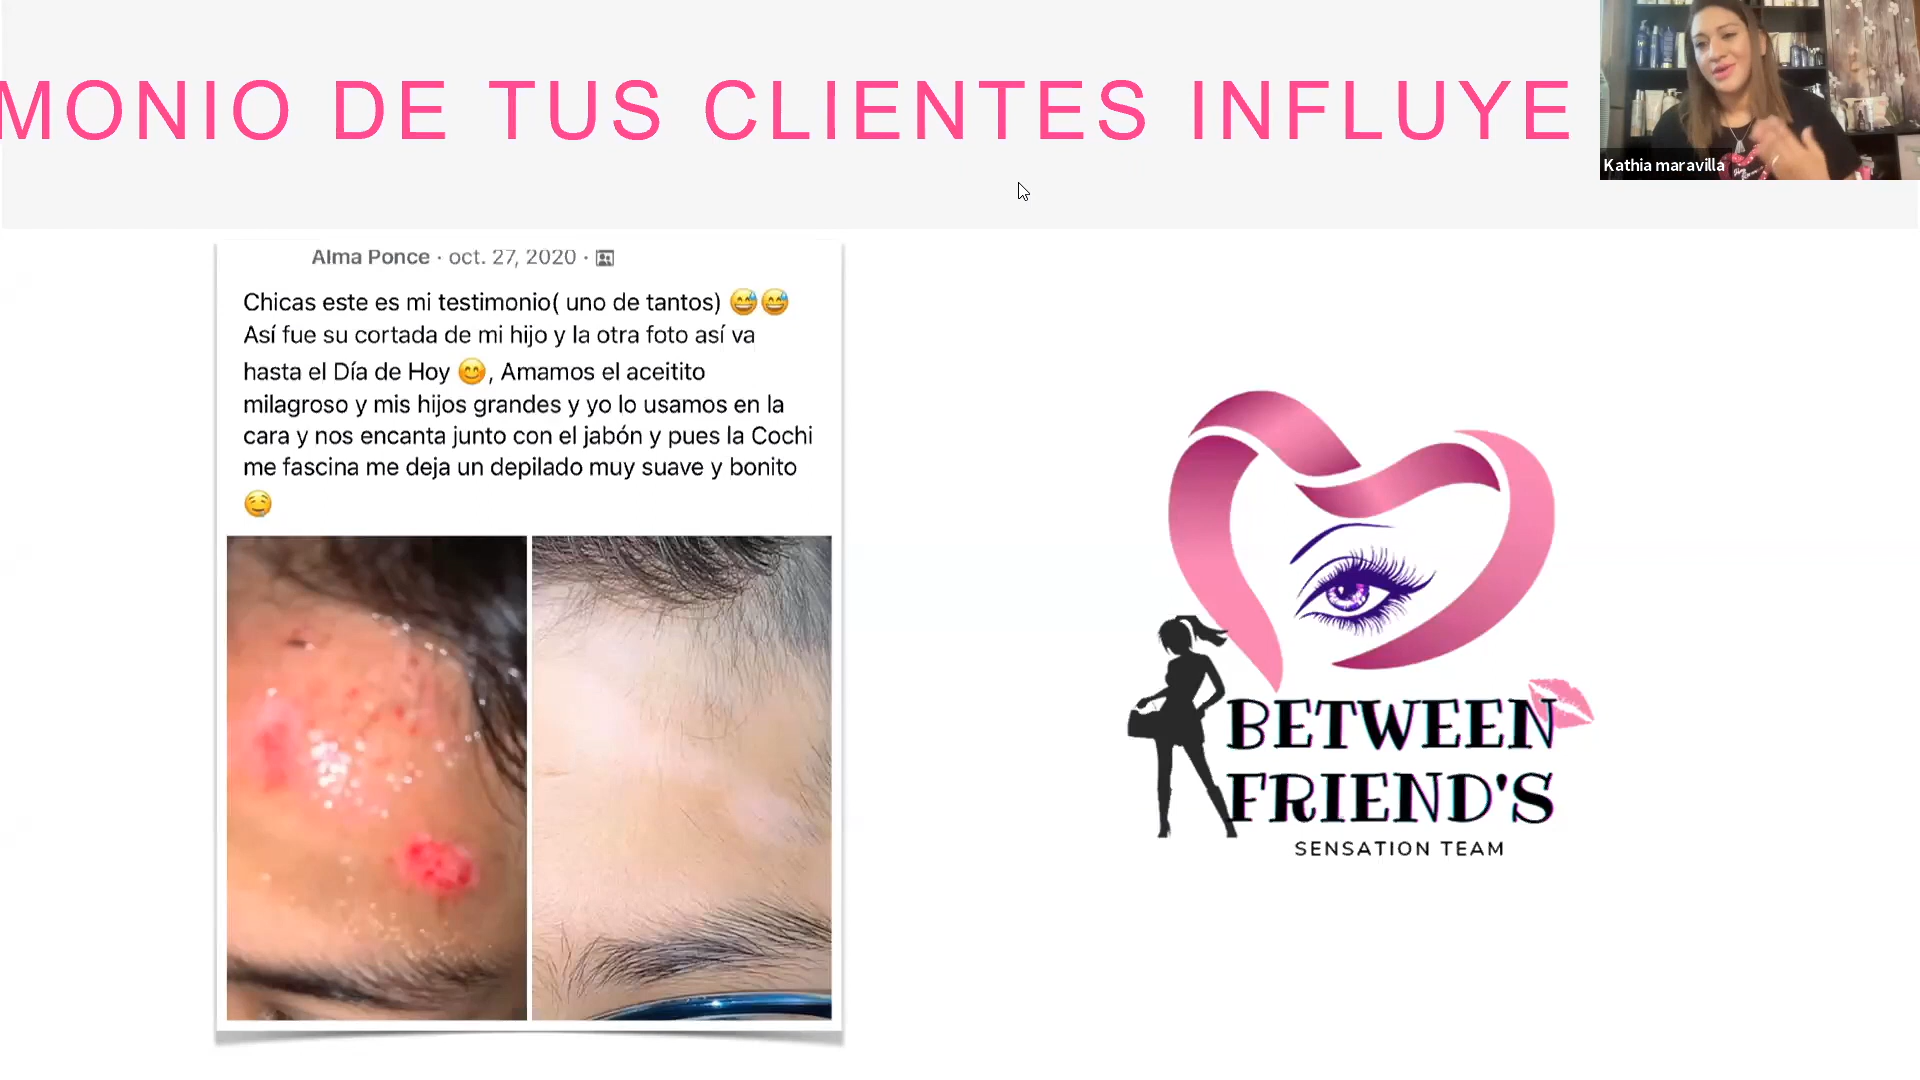 MONIO DE TUS CLIENTES INFLUYE
Kathia maravilla
Alma Ponce · oct. 27, 2020 ·
Chicas este es mi testimonio( uno de tantos) 😅😅
Así fue su cortada de mi hijo y la otra foto así va
hasta el Día de Hoy 😊, Amamos el aceitito
milagroso y mis hijos grandes y yo lo usamos en la
cara y nos encanta junto con el jabón y pues la Cochi
me fascina me deja un depilado muy suave y bonito
🤤
BETWEEN
FRIEND'S
SENSATION TEAM